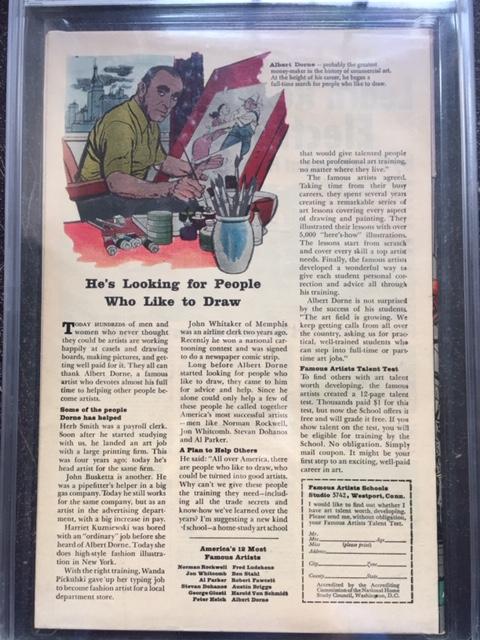 Albert Dorne — probably the greatest
money-maker in the history of commercial art.
At the height of his career, he began a
full-time search for people who like to draw.
He's Looking for People
Who Like to Draw
TODAY HUNDREDS of men and
women who never thought
they could be artists are working
happily at easels and drawing
boards, making pictures, and get-
ting well paid for it. They all can
thank Albert Dorne, a famous
artist who devotes almost his full
time to helping other people be-
come artists.
Some of the people
Dorne has helped
Herb Smith was a payroll clerk.
Soon after he started studying
with us, he landed an art job
with a large printing firm. This
was four years ago; today he's
head artist for the same firm.
John Busketta is another. He
was a pipefitter's helper in a big
gas company. Today he still works
for the same company, but as an
artist in the advertising depart-
ment, with a big increase in pay.
Harriet Kuzniewski was bored
with an "ordinary" job before she
heard of Albert Dorne. Today she
does high-style fashion illustra-
tion in New York.
With the right training, Wanda
Pickulski gave up her typing job
to become fashion artist for a local
department store.
John Whitaker of Memphis
was an airline clerk two years ago.
Recently he won a national car-
tooning contest and was signed
to do a newspaper comic strip.
Long before Albert Dorne
started looking for people who
like to draw, they came to him
for advice and help. Since he
alone could only help a few of
these people he called together
America's most successful artists
—men like Norman Rockwell,
Jon Whitcomb, Stevan Dohanos
and Al Parker.
A Plan to Help Others
He said: "All over America, there
are people who like to draw, who
could be turned into good artists.
Why can't we give these people
the training they need—includ-
ing all the trade secrets and
know-how we've learned over the
years? I'm suggesting a new kind
of school—a home-study art school
America's 12 Most
Famous Artists
Norman Rockwell Fred Ludekens
Jon Whitcomb Ben Stahl
Al Parker Robert Fawcett
Stevan Dohanos Austin Briggs
George Giusti Harold Von Schmidt
Peter Helck Albert Dorne
that would give talented people
the best professional art training,
no matter where they live."
The famous artists agreed.
Taking time from their busy
careers, they spent several years
creating a remarkable series of
art lessons covering every aspect
of drawing and painting. They
illustrated their lessons with over
5,000 "here's-how" illustrations.
The lessons start from scratch
and cover every skill a top artist
needs. Finally, the famous artists
developed a wonderful way to
give each student personal cor-
rection and advice all through
his training.
Albert Dorne is not surprised
by the success of his students.
"The art field is growing. We
keep getting calls from all over
the country, asking us for prac-
tical, well-trained students who
can step into full-time or part-
time art jobs."
Famous Artists Talent Test
To find others with art talent
worth developing, the famous
artists created a 12-page talent
test. Thousands paid $1 for this
test, but now the School offers it
free and will grade it free. If you
show talent on the test, you will
be eligible for training by the
School. No obligation. Simply
mail coupon. It might be your
first step to an exciting, well-paid
career in art.
Famous Artists Schools
Studio 5742, Westport, Conn.
I would like to find out whether I
have art talent worth developing.
Please send me, without obligation,
your Famous Artists Talent Test.
Mr.
Mrs. Age
Miss (please print)
Address
City Zone
County State
Accredited by the Accrediting
Commission of the National Home
Study Council, Washington, D.C.